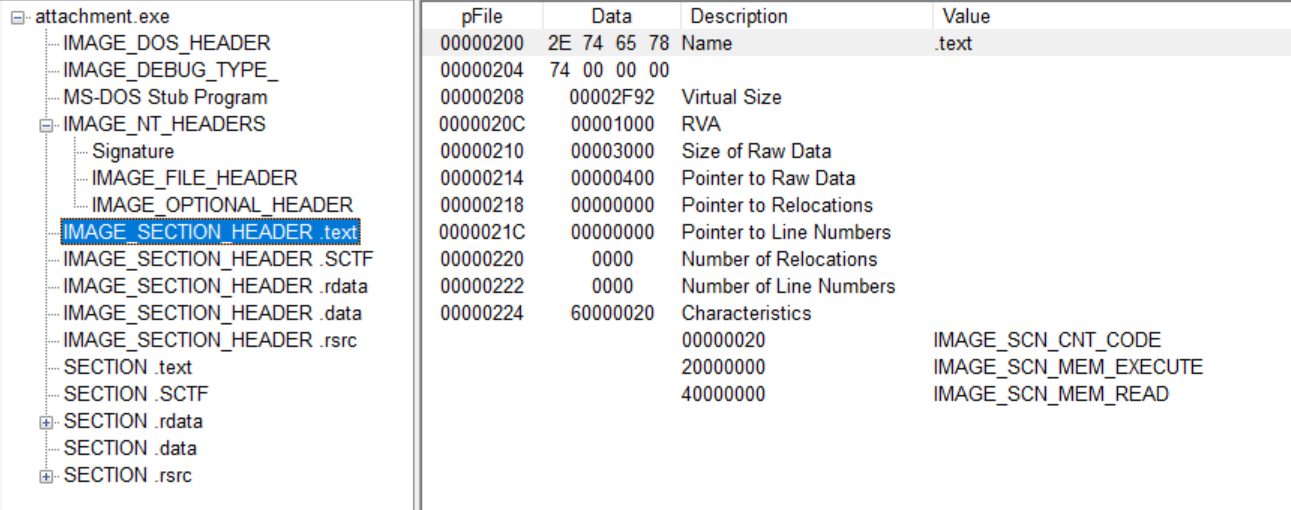 attachment.exe
IMAGE_DOS_HEADER
IMAGE_DEBUG_TYPE_
MS-DOS Stub Program
IMAGE_NT_HEADERS
Signature
IMAGE_FILE_HEADER
IMAGE_OPTIONAL_HEADER
IMAGE_SECTION_HEADER .text
IMAGE_SECTION_HEADER .SCTF
IMAGE_SECTION_HEADER .rdata
IMAGE_SECTION_HEADER .data
IMAGE_SECTION_HEADER .rsrc
SECTION .text
SECTION .SCTF
SECTION .rdata
SECTION .data
SECTION .rsrc
pFile Data Description Value
00000200 2E 74 65 78 Name .text
00000204 74 00 00 00
00000208 00002F92 Virtual Size
0000020C 00001000 RVA
00000210 00003000 Size of Raw Data
00000214 00000400 Pointer to Raw Data
00000218 00000000 Pointer to Relocations
0000021C 00000000 Pointer to Line Numbers
00000220 0000 Number of Relocations
00000222 0000 Number of Line Numbers
00000224 60000020 Characteristics
00000020 IMAGE_SCN_CNT_CODE
20000000 IMAGE_SCN_MEM_EXECUTE
40000000 IMAGE_SCN_MEM_READ